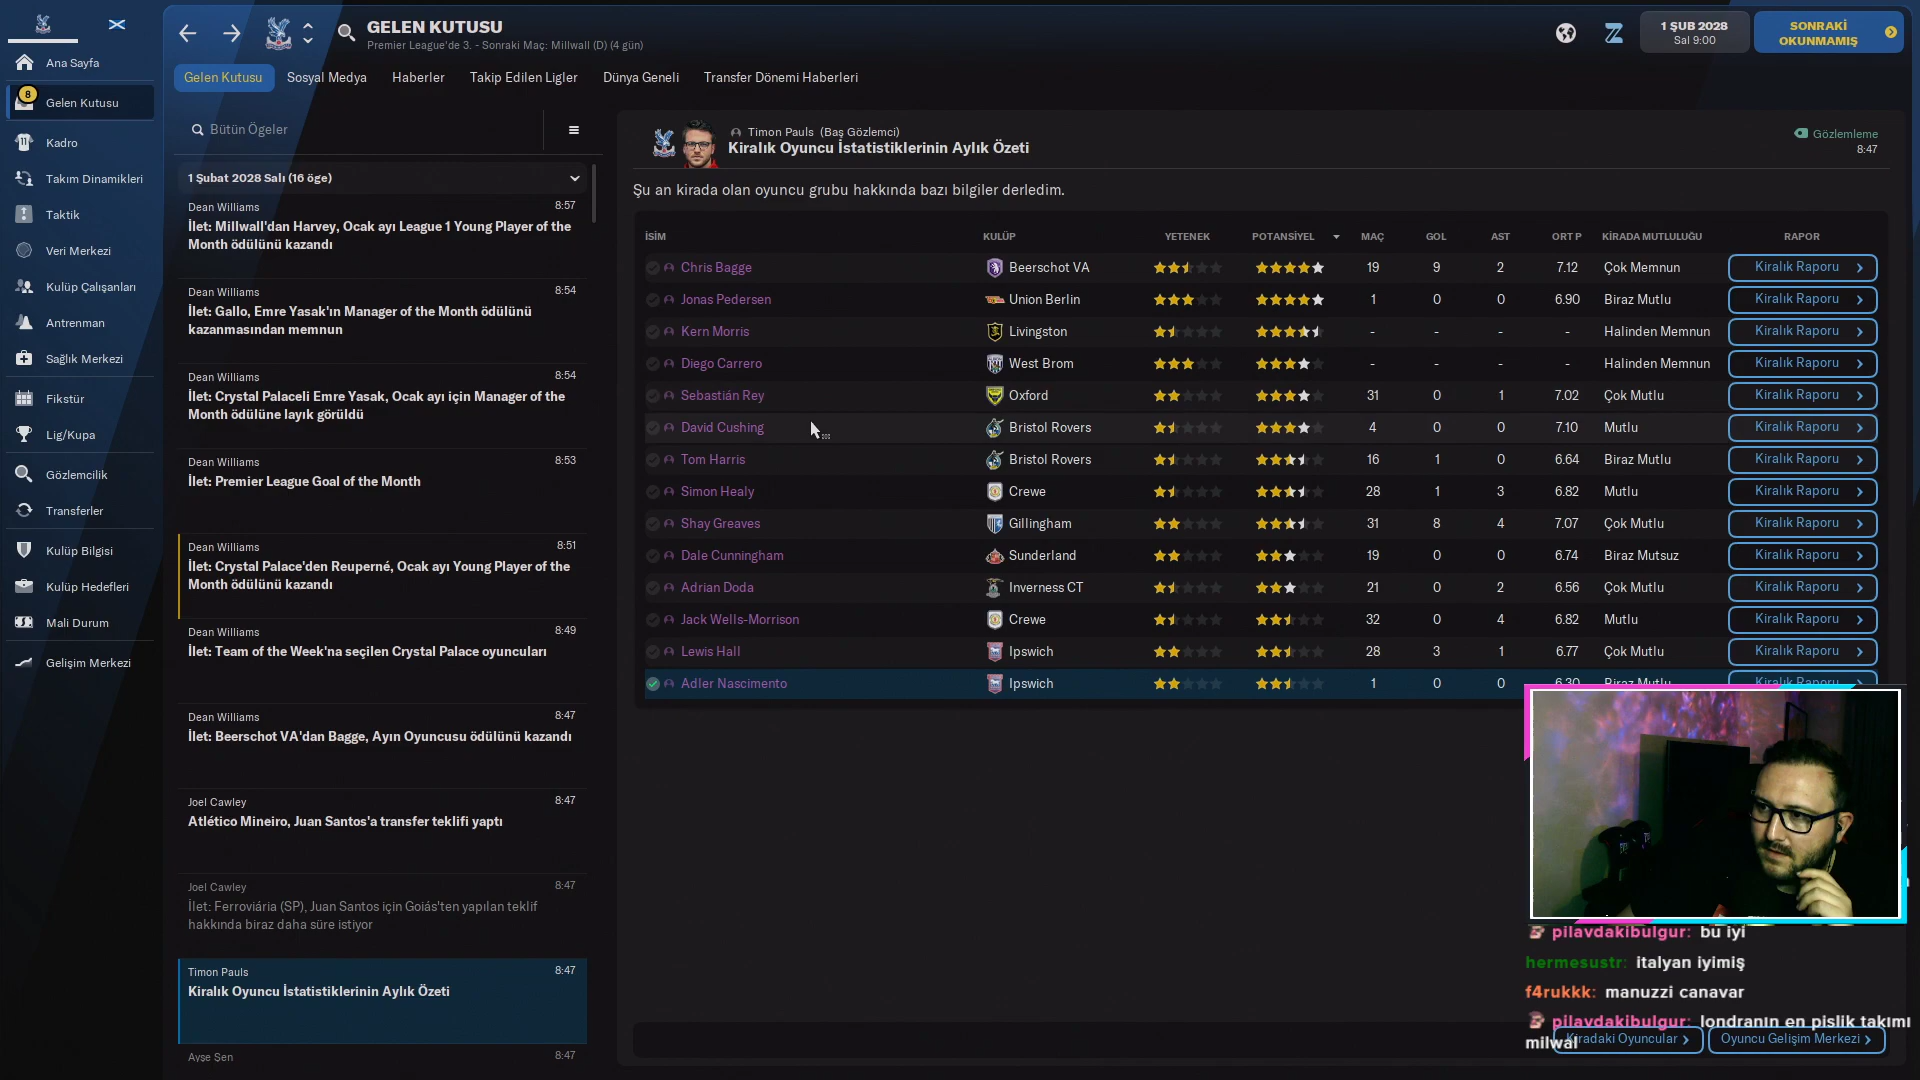 GELEN KUTUSU
Premier League'de 3. - Sonraki Maç: Millwall (D) (4 gün)
1 ŞUB 2028
Sal 9:00
SONRAKİ
OKUNMAMIŞ
Ana Sayfa
8
Gelen Kutusu
Kadro
Takım Dinamikleri
Taktik
Veri Merkezi
Kulüp Çalışanları
Antrenman
Sağlık Merkezi
Fikstür
Lig/Kupa
Gözlemcilik
Transferler
Kulüp Bilgisi
Kulüp Hedefleri
Mali Durum
Gelişim Merkezi
Gelen Kutusu Sosyal Medya Haberler Takip Edilen Ligler Dünya Geneli Transfer Dönemi Haberleri
Bütün Ögeler
1 Şubat 2028 Salı (16 öge)
Dean Williams 8:57
İlet: Millwall'dan Harvey, Ocak ayı League 1 Young Player of the
Month ödülünü kazandı
Dean Williams 8:54
İlet: Gallo, Emre Yasak'ın Manager of the Month ödülünü
kazanmasından memnun
Dean Williams 8:54
İlet: Crystal Palaceli Emre Yasak, Ocak ayı için Manager of the
Month ödülüne layık görüldü
Dean Williams 8:53
İlet: Premier League Goal of the Month
Dean Williams 8:51
İlet: Crystal Palace'den Reuperné, Ocak ayı Young Player of the
Month ödülünü kazandı
Dean Williams 8:49
İlet: Team of the Week'na seçilen Crystal Palace oyuncuları
Dean Williams 8:47
İlet: Beerschot VA'dan Bagge, Ayın Oyuncusu ödülünü kazandı
Joel Cawley 8:47
Atlético Mineiro, Juan Santos'a transfer teklifi yaptı
Joel Cawley 8:47
İlet: Ferroviária (SP), Juan Santos için Goiás'ten yapılan teklif
hakkında biraz daha süre istiyor
Timon Pauls 8:47
Kiralık Oyuncu İstatistiklerinin Aylık Özeti
Ayşe Şen 8:47
Timon Pauls (Baş Gözlemci)
Kiralık Oyuncu İstatistiklerinin Aylık Özeti
Gözlemleme
8:47
Şu an kirada olan oyuncu grubu hakkında bazı bilgiler derledim.
İSİM KULÜP YETENEK POTANSİYEL MAÇ GOL AST ORT P KİRADA MUTLULUĞU RAPOR
Chris Bagge Beerschot VA 19 9 2 7.12 Çok Memnun Kiralık Raporu
Jonas Pedersen Union Berlin 1 0 0 6.90 Biraz Mutlu Kiralık Raporu
Kern Morris Livingston - - - - Halinden Memnun Kiralık Raporu
Diego Carrero West Brom - - - - Halinden Memnun Kiralık Raporu
Sebastián Rey Oxford 31 0 1 7.02 Çok Mutlu Kiralık Raporu
David Cushing Bristol Rovers 4 0 0 7.10 Mutlu Kiralık Raporu
Tom Harris Bristol Rovers 16 1 0 6.64 Biraz Mutlu Kiralık Raporu
Simon Healy Crewe 28 1 3 6.82 Mutlu Kiralık Raporu
Shay Greaves Gillingham 31 8 4 7.07 Çok Mutlu Kiralık Raporu
Dale Cunningham Sunderland 19 0 0 6.74 Biraz Mutsuz Kiralık Raporu
Adrian Doda Inverness CT 21 0 2 6.56 Çok Mutlu Kiralık Raporu
Jack Wells-Morrison Crewe 32 0 4 6.82 Mutlu Kiralık Raporu
Lewis Hall Ipswich 28 3 1 6.77 Çok Mutlu Kiralık Raporu
Adler Nascimento Ipswich 1 0 0 6.30 Biraz Mutlu Kiralık Raporu
pilavdakibulgur: bu iyi
hermesustr: italyan iyimiş
f4rukkk: manuzzi canavar
pilavdakibulgur: londranın en pislik takımı
milwal
Kiradaki Oyuncular
Oyuncu Gelişim Merkezi